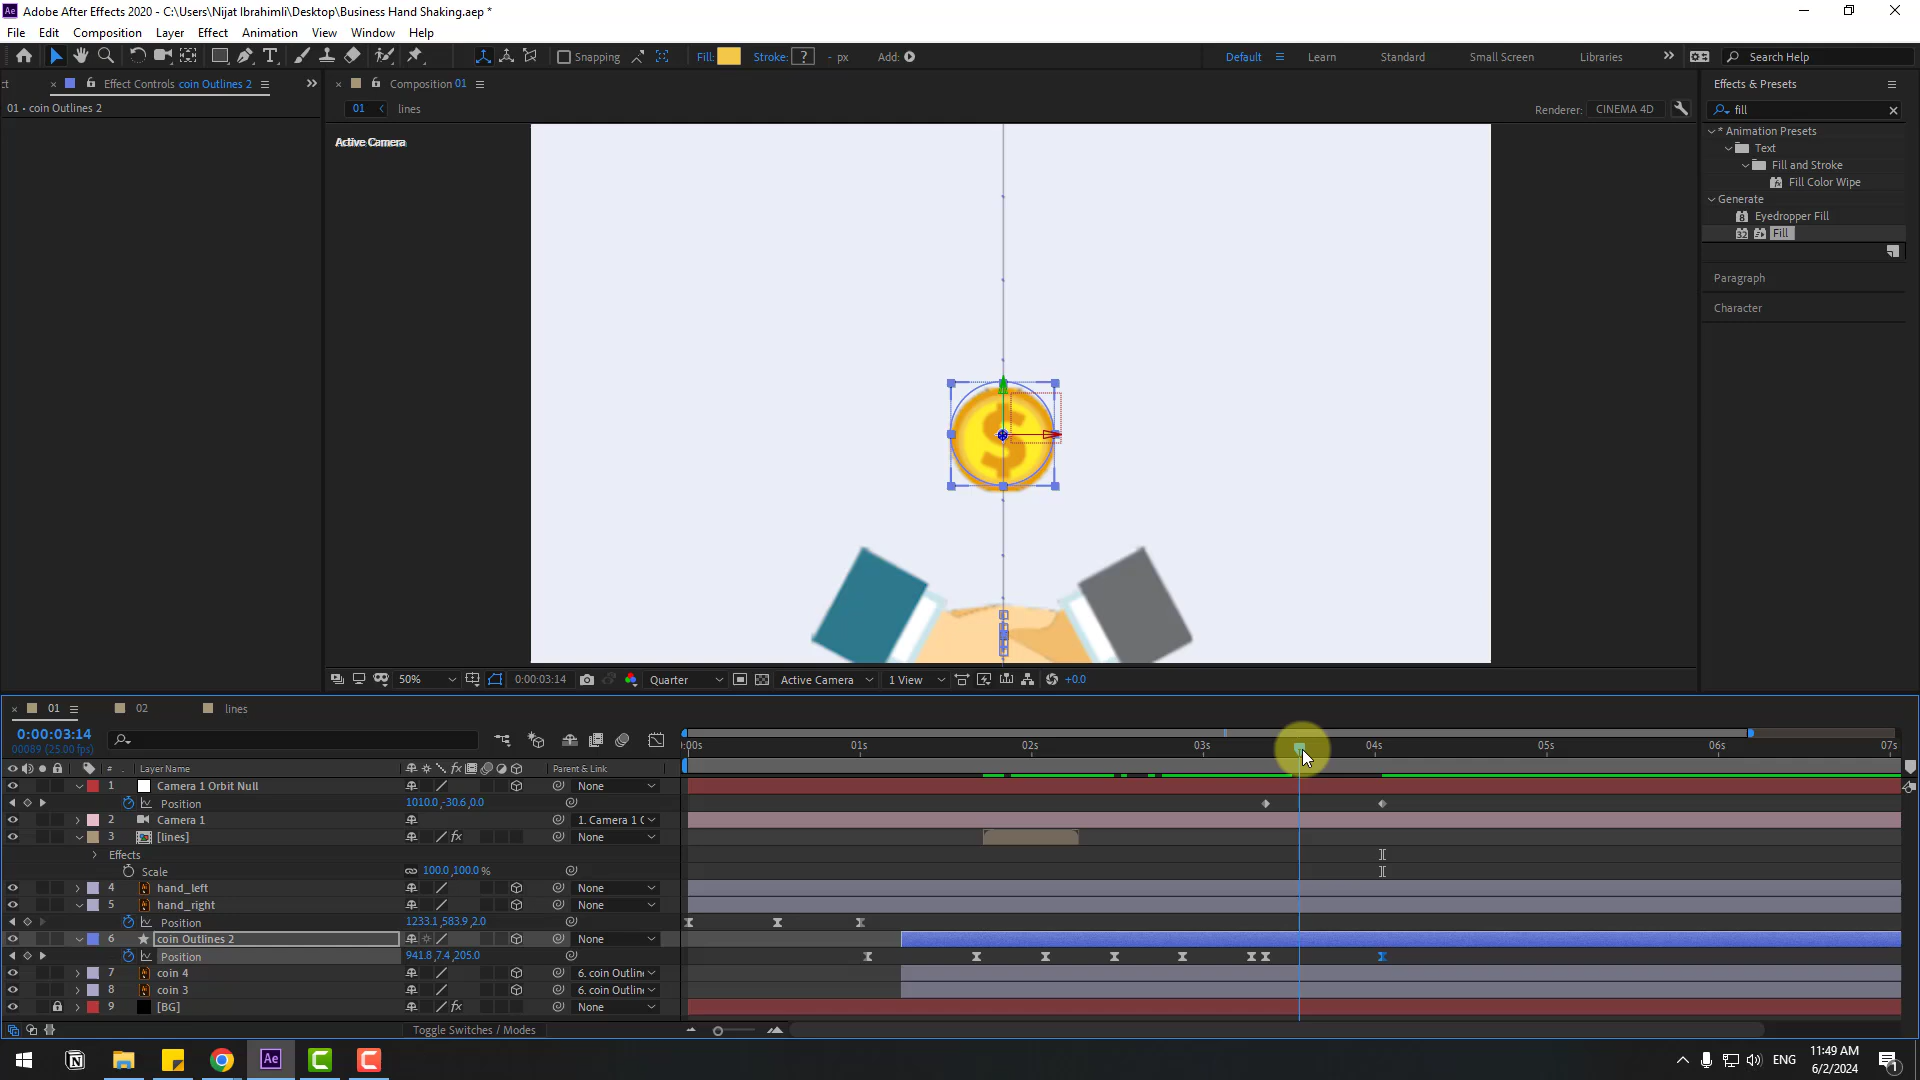 Adobe After Effects 2020 - C:\Users\Nijat Ibrahimli\Desktop\Business Hand Shaking.aep *
File Edit Composition Layer Effect Animation View Window Help
Snapping Fill: Stroke: ? - px Add: Default Learn Standard Small Screen Libraries Search Help
ct Effect Controls coin Outlines 2 Composition 01 Effects & Presets
01 • coin Outlines 2
01 lines Renderer: CINEMA 4D
fill
Active Camera
* Animation Presets
Text
Fill and Stroke
Fill Color Wipe
Generate
Eyedropper Fill
Fill
Paragraph
Character
50% 0:00:03:14 Quarter Active Camera 1 View +0.0
01 02 lines
0:00:03:14
00089 (25.00 fps)
:00s 01s 02s 03s 04s 05s 06s 07s
# Layer Name Parent & Link
1 Camera 1 Orbit Null None
Position 1010.0,-30.6,0.0
2 Camera 1 1. Camera 1 O
3 [lines] None
Effects
Scale 100.0,100.0%
4 hand_left None
5 hand_right None
Position 1233.1,583.9,2.0
6 coin Outlines 2 None
Position 941.8,7.4,205.0
7 coin 4 6. coin Outlin
8 coin 3 6. coin Outlin
9 [BG] None
Toggle Switches / Modes
ENG 11:49 AM
6/2/2024